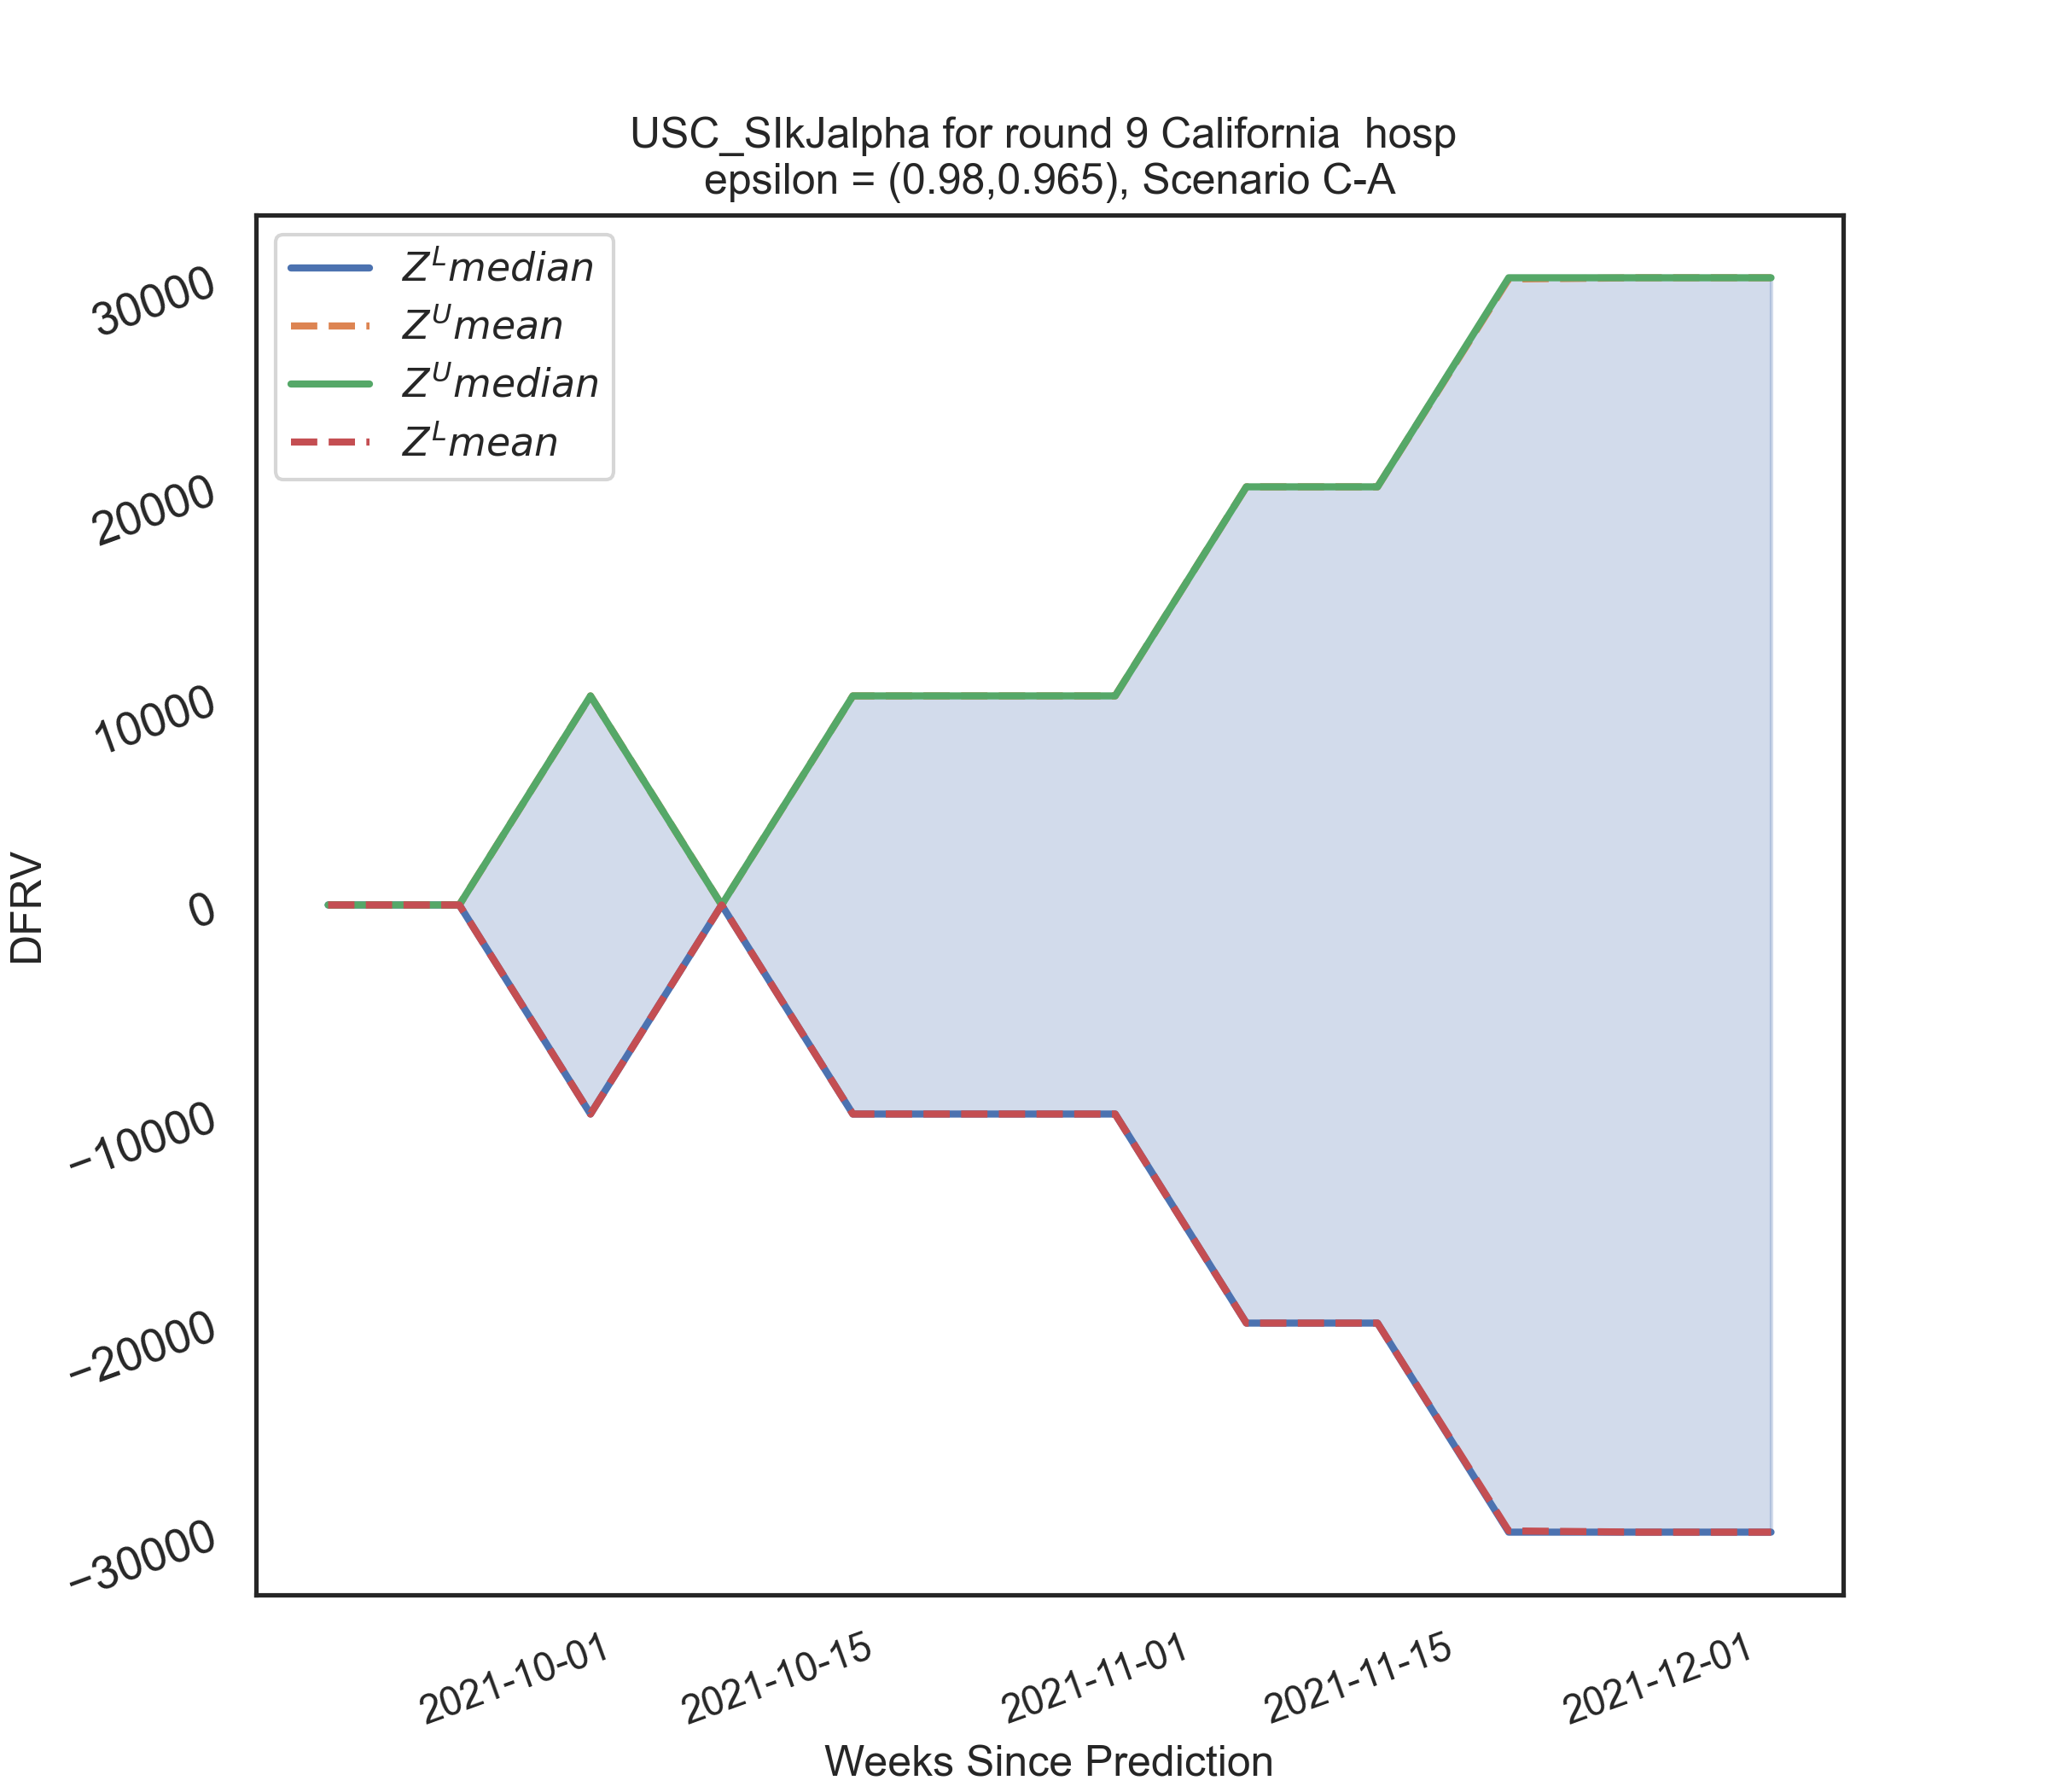 USC_SIkJalpha for round 9 California  hosp
epsilon = (0.98,0.965), Scenario C-A
Z^L median
Z^U mean
Z^U median
Z^L mean
30000
20000
10000
0
−10000
−20000
−30000
DFRV
2021-10-01
2021-10-15
2021-11-01
2021-11-15
2021-12-01
Weeks Since Prediction